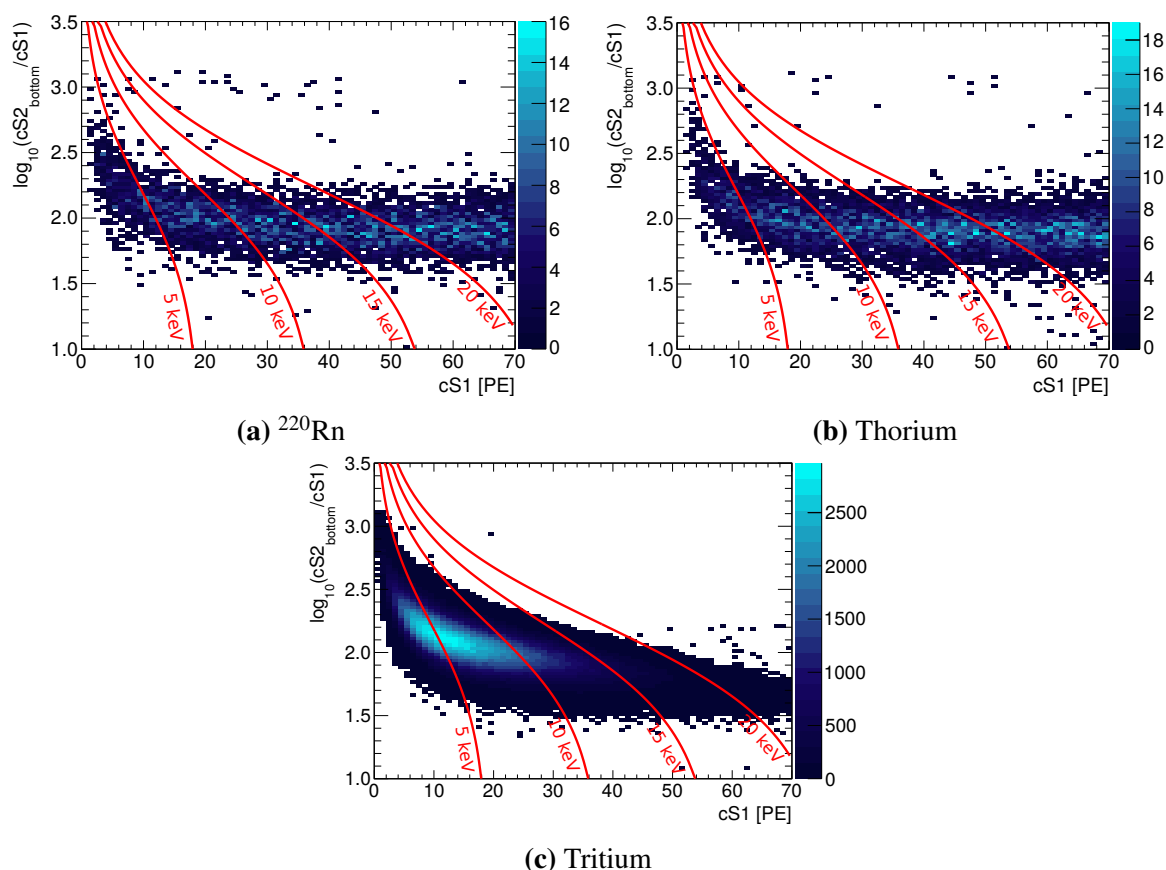 3.5
3.0
2.5
2.0
1.5
1.0
log10(cS2bottom/cS1)
5 keV
10 keV
15 keV
20 keV
0 10 20 30 40 50 60 70
cS1 [PE]
16
14
12
10
8
6
4
2
0
(a) 220Rn
3.5
3.0
2.5
2.0
1.5
1.0
log10(cS2bottom/cS1)
5 keV
10 keV
15 keV
20 keV
0 10 20 30 40 50 60 70
cS1 [PE]
18
16
14
12
10
8
6
4
2
0
(b) Thorium
3.5
3.0
2.5
2.0
1.5
1.0
log10(cS2bottom/cS1)
5 keV
10 keV
15 keV
20 keV
0 10 20 30 40 50 60 70
cS1 [PE]
2500
2000
1500
1000
500
0
(c) Tritium